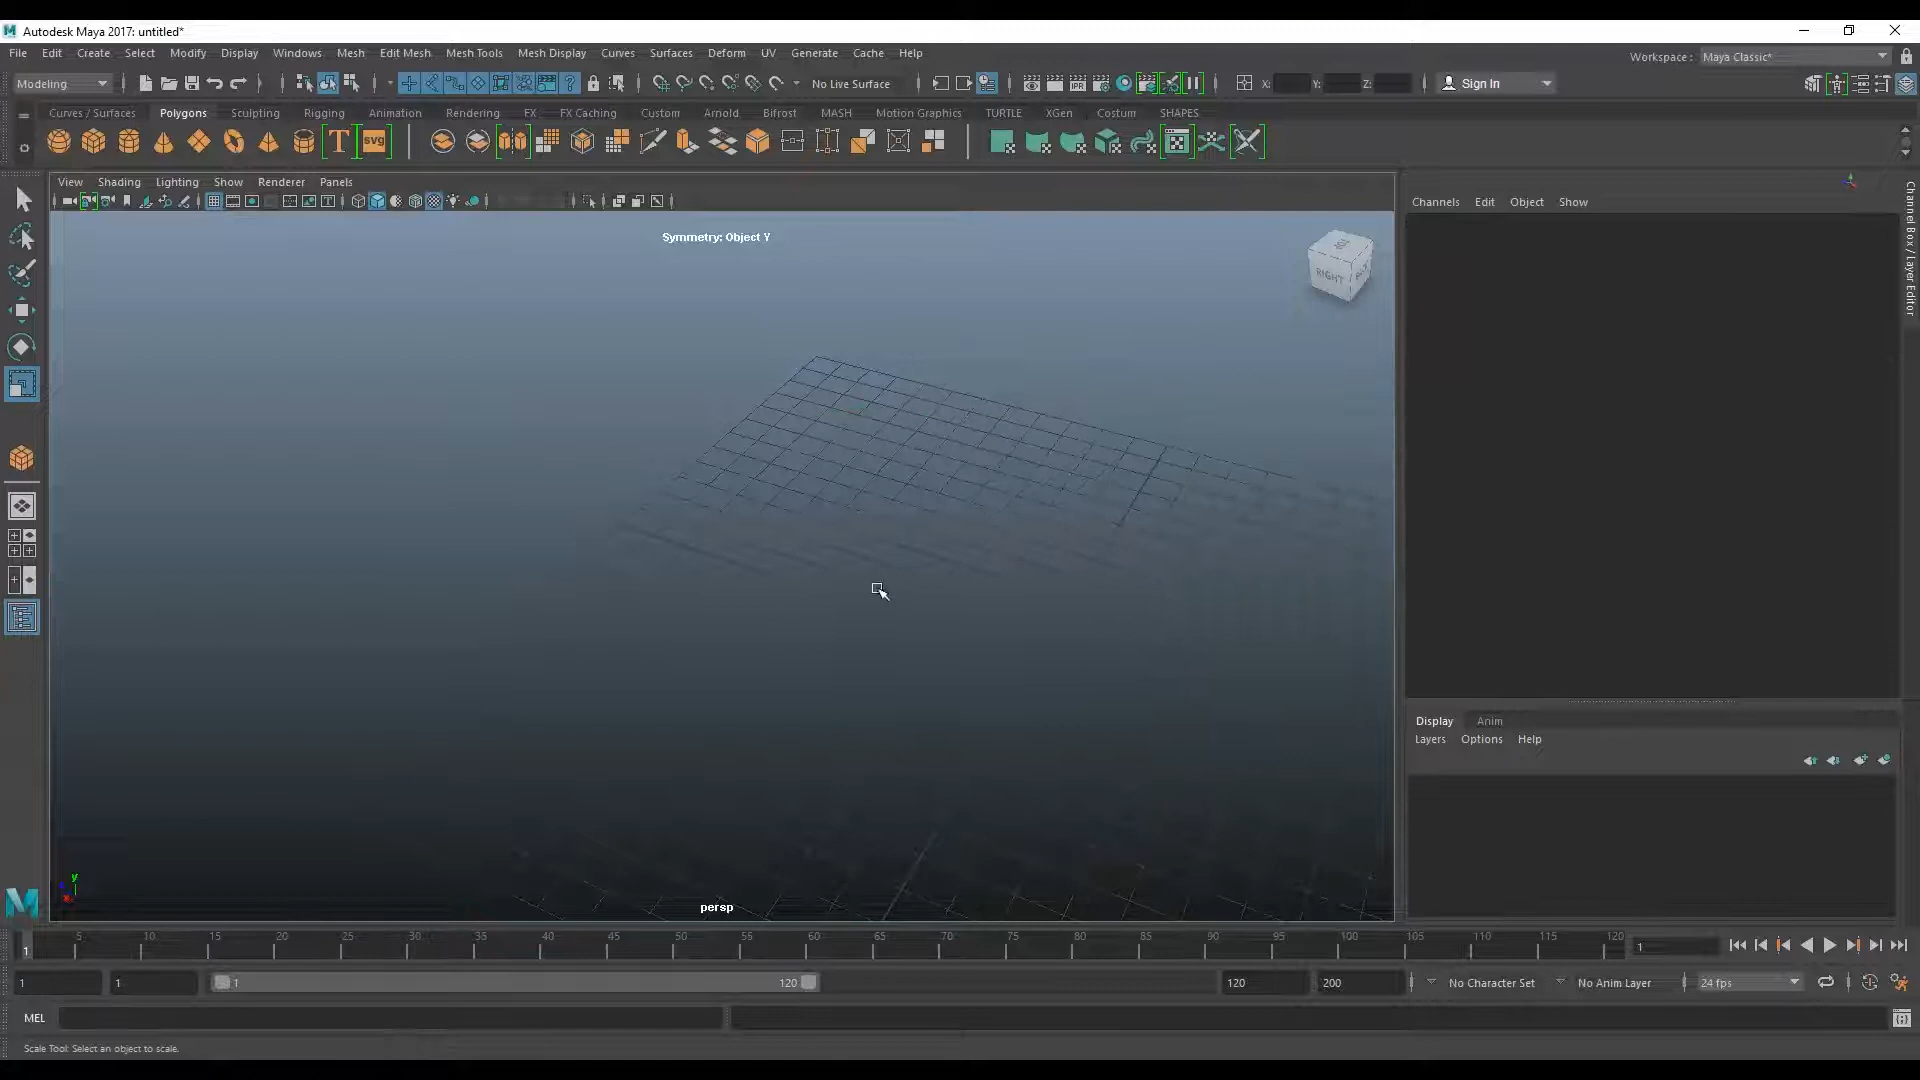 Autodesk Maya 2017: untitled*
File Edit Create Select Modify Display Windows Mesh Edit Mesh Mesh Tools Mesh Display Curves Surfaces Deform UV Generate Cache Help
Workspace : Maya Classic*
Modeling No Live Surface X: Y: Z: Sign In
Curves / Surfaces Polygons Sculpting Rigging Animation Rendering FX FX Caching Custom Arnold Bifrost MASH Motion Graphics TURTLE XGen Costum SHAPES
T svg
IPR
View Shading Lighting Show Renderer Panels
Channels Edit Object Show
Channel Box / Layer Editor
Symmetry: Object Y
RIGHT
Display Anim
Layers Options Help
y
x
persp
5 10 15 20 25 30 35 40 45 50 55 60 65 70 75 80 85 90 95 100 105 110 115 120
1 1
1 1 1 120 120 200 No Character Set No Anim Layer 24 fps
MEL
Scale Tool: Select an object to scale.